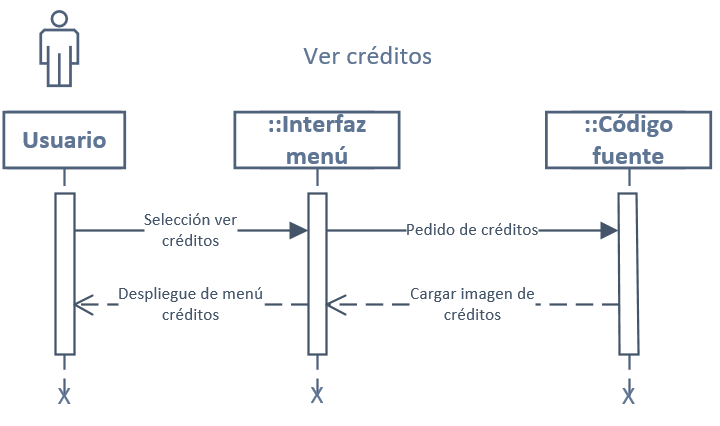 Ver créditos
Usuario
::Interfaz
menú
::Código
fuente
Selección ver
créditos
Pedido de créditos
Despliegue de menú
créditos
Cargar imagen de
créditos
X
X
X